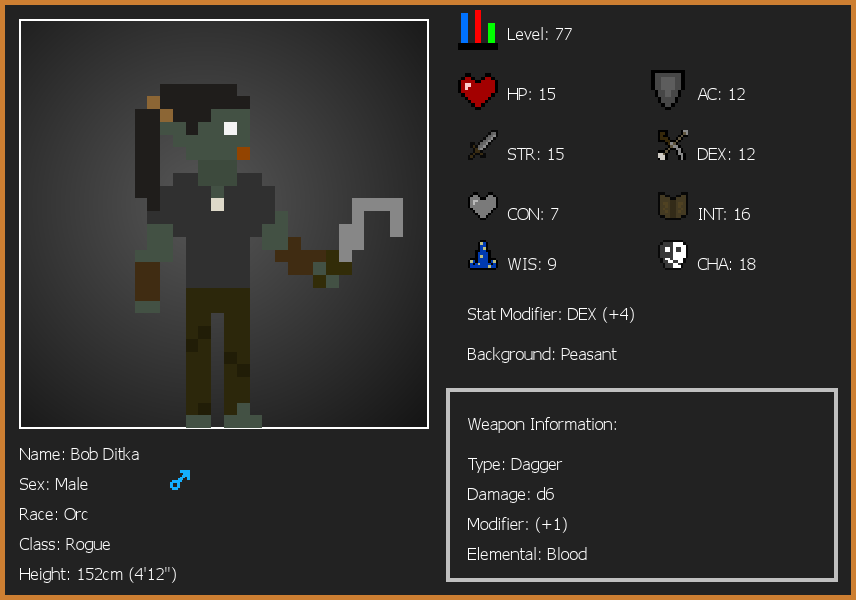 Level: 77
HP: 15
AC: 12
STR: 15
DEX: 12
CON: 7
INT: 16
WIS: 9
CHA: 18
Stat Modifier: DEX (+4)
Background: Peasant
Weapon Information:
Type: Dagger
Damage: d6
Modifier: (+1)
Elemental: Blood
Name: Bob Ditka
Sex: Male
Race: Orc
Class: Rogue
Height: 152cm (4'12")